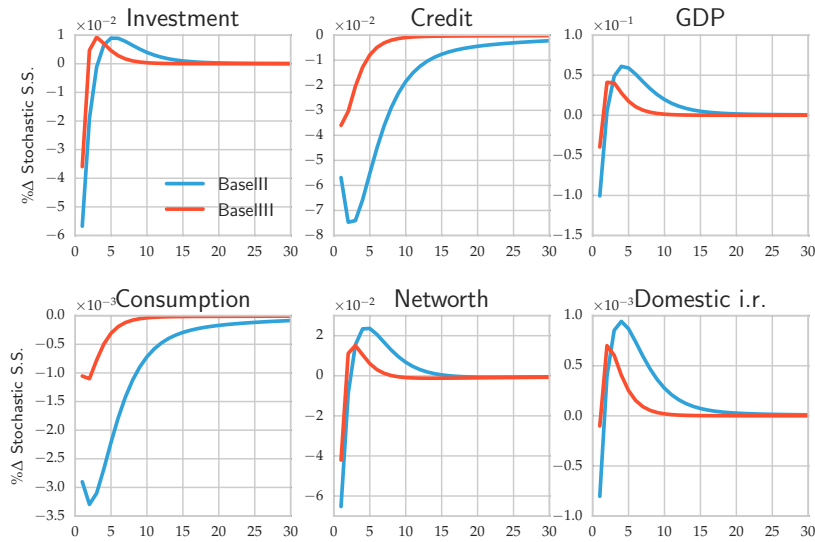 Investment
×10⁻²
1
0
−1
−2
−3
−4
−5
−6
%Δ Stochastic S.S.
BaseIII
BaseIIII
0 5 10 15 20 25 30
Credit
×10⁻²
0
−1
−2
−3
−4
−5
−6
−7
−8
0 5 10 15 20 25 30
GDP
×10⁻¹
1.0
0.5
0.0
−0.5
−1.0
−1.5
0 5 10 15 20 25 30
Consumption
×10⁻³
0.0
−0.5
−1.0
−1.5
−2.0
−2.5
−3.0
−3.5
%Δ Stochastic S.S.
0 5 10 15 20 25 30
Networth
×10⁻²
2
0
−2
−4
−6
0 5 10 15 20 25 30
Domestic i.r.
×10⁻³
1.0
0.5
0.0
−0.5
−1.0
0 5 10 15 20 25 30